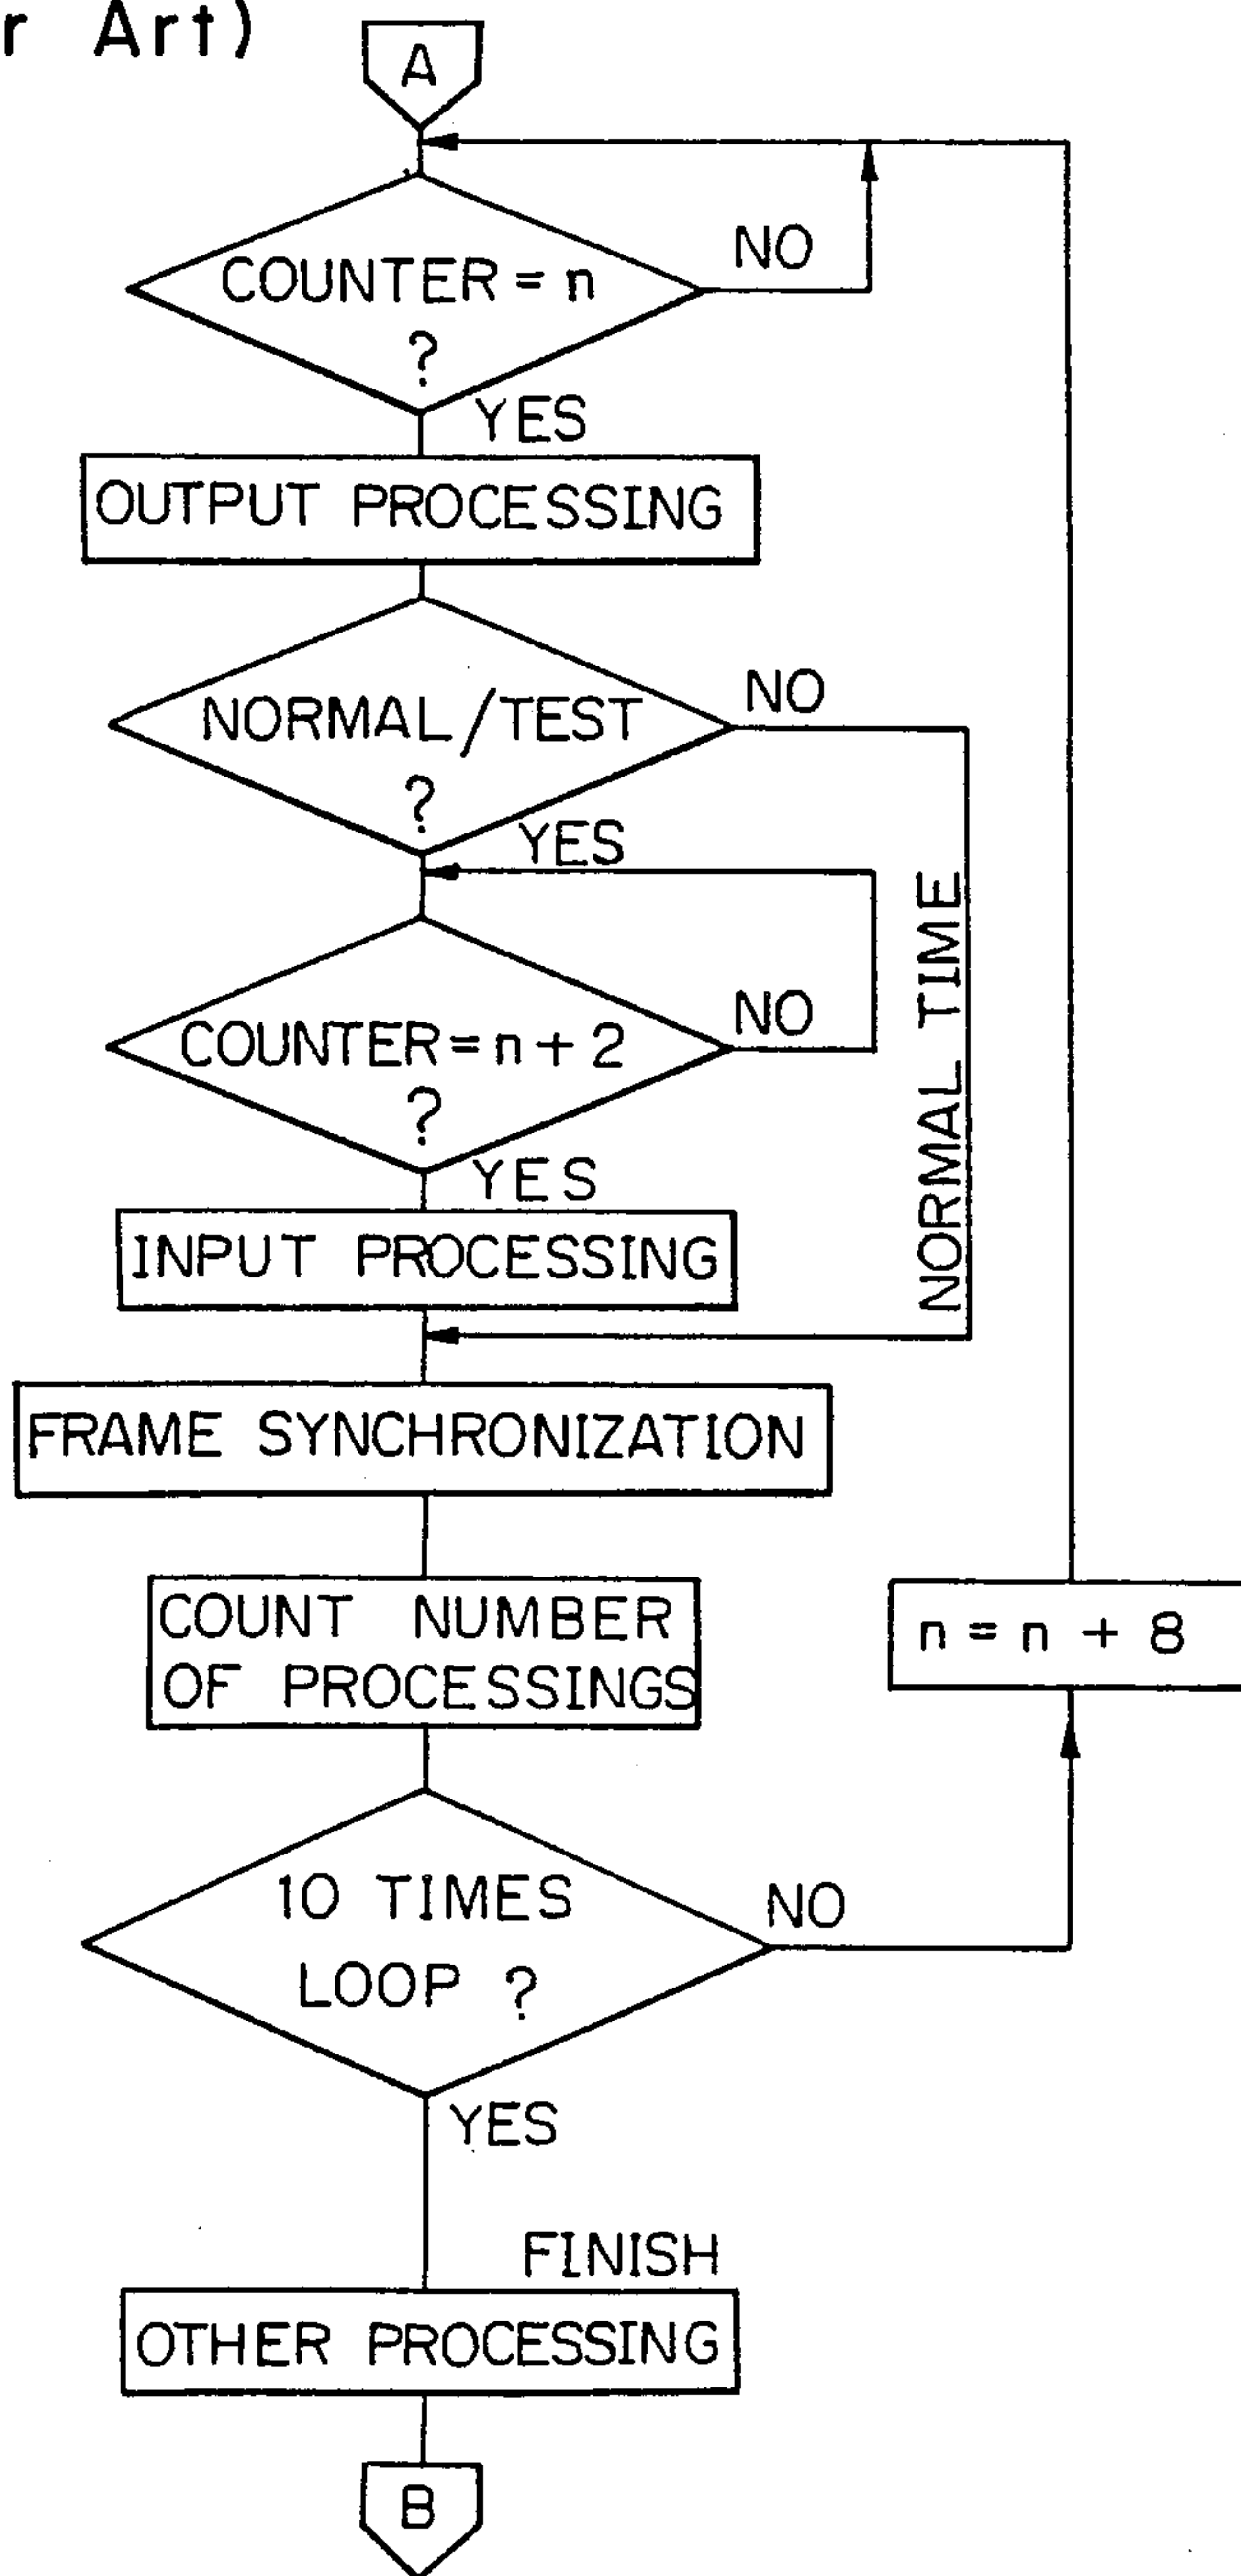 r Art)
A
COUNTER = n
?
NO
YES
OUTPUT PROCESSING
NORMAL/TEST
?
NO
YES
COUNTER = n + 2
?
NO
YES
NORMAL TIME
INPUT PROCESSING
FRAME SYNCHRONIZATION
COUNT NUMBER
OF PROCESSINGS
n = n + 8
10 TIMES
LOOP ?
NO
YES
FINISH
OTHER PROCESSING
B